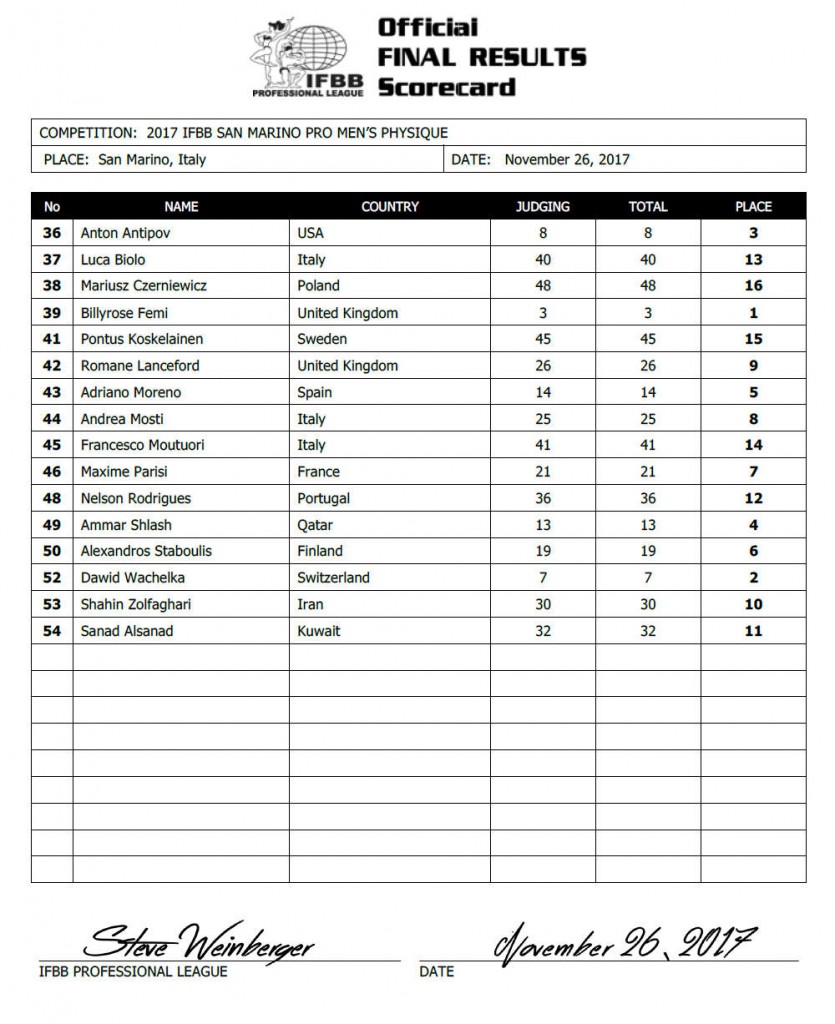 Official
FINAL RESULTS
Scorecard
IFBB
PROFESSIONAL LEAGUE
COMPETITION: 2017 IFBB SAN MARINO PRO MEN'S PHYSIQUE
PLACE: San Marino, Italy DATE: November 26, 2017
No NAME COUNTRY JUDGING TOTAL PLACE
36 Anton Antipov USA 8 8 3
37 Luca Biolo Italy 40 40 13
38 Mariusz Czerniewicz Poland 48 48 16
39 Billyrose Femi United Kingdom 3 3 1
41 Pontus Koskelainen Sweden 45 45 15
42 Romane Lanceford United Kingdom 26 26 9
43 Adriano Moreno Spain 14 14 5
44 Andrea Mosti Italy 25 25 8
45 Francesco Moutuori Italy 41 41 14
46 Maxime Parisi France 21 21 7
48 Nelson Rodrigues Portugal 36 36 12
49 Ammar Shlash Qatar 13 13 4
50 Alexandros Staboulis Finland 19 19 6
52 Dawid Wachelka Switzerland 7 7 2
53 Shahin Zolfaghari Iran 30 30 10
54 Sanad Alsanad Kuwait 32 32 11
Steve Weinberger November 26, 2017
IFBB PROFESSIONAL LEAGUE DATE